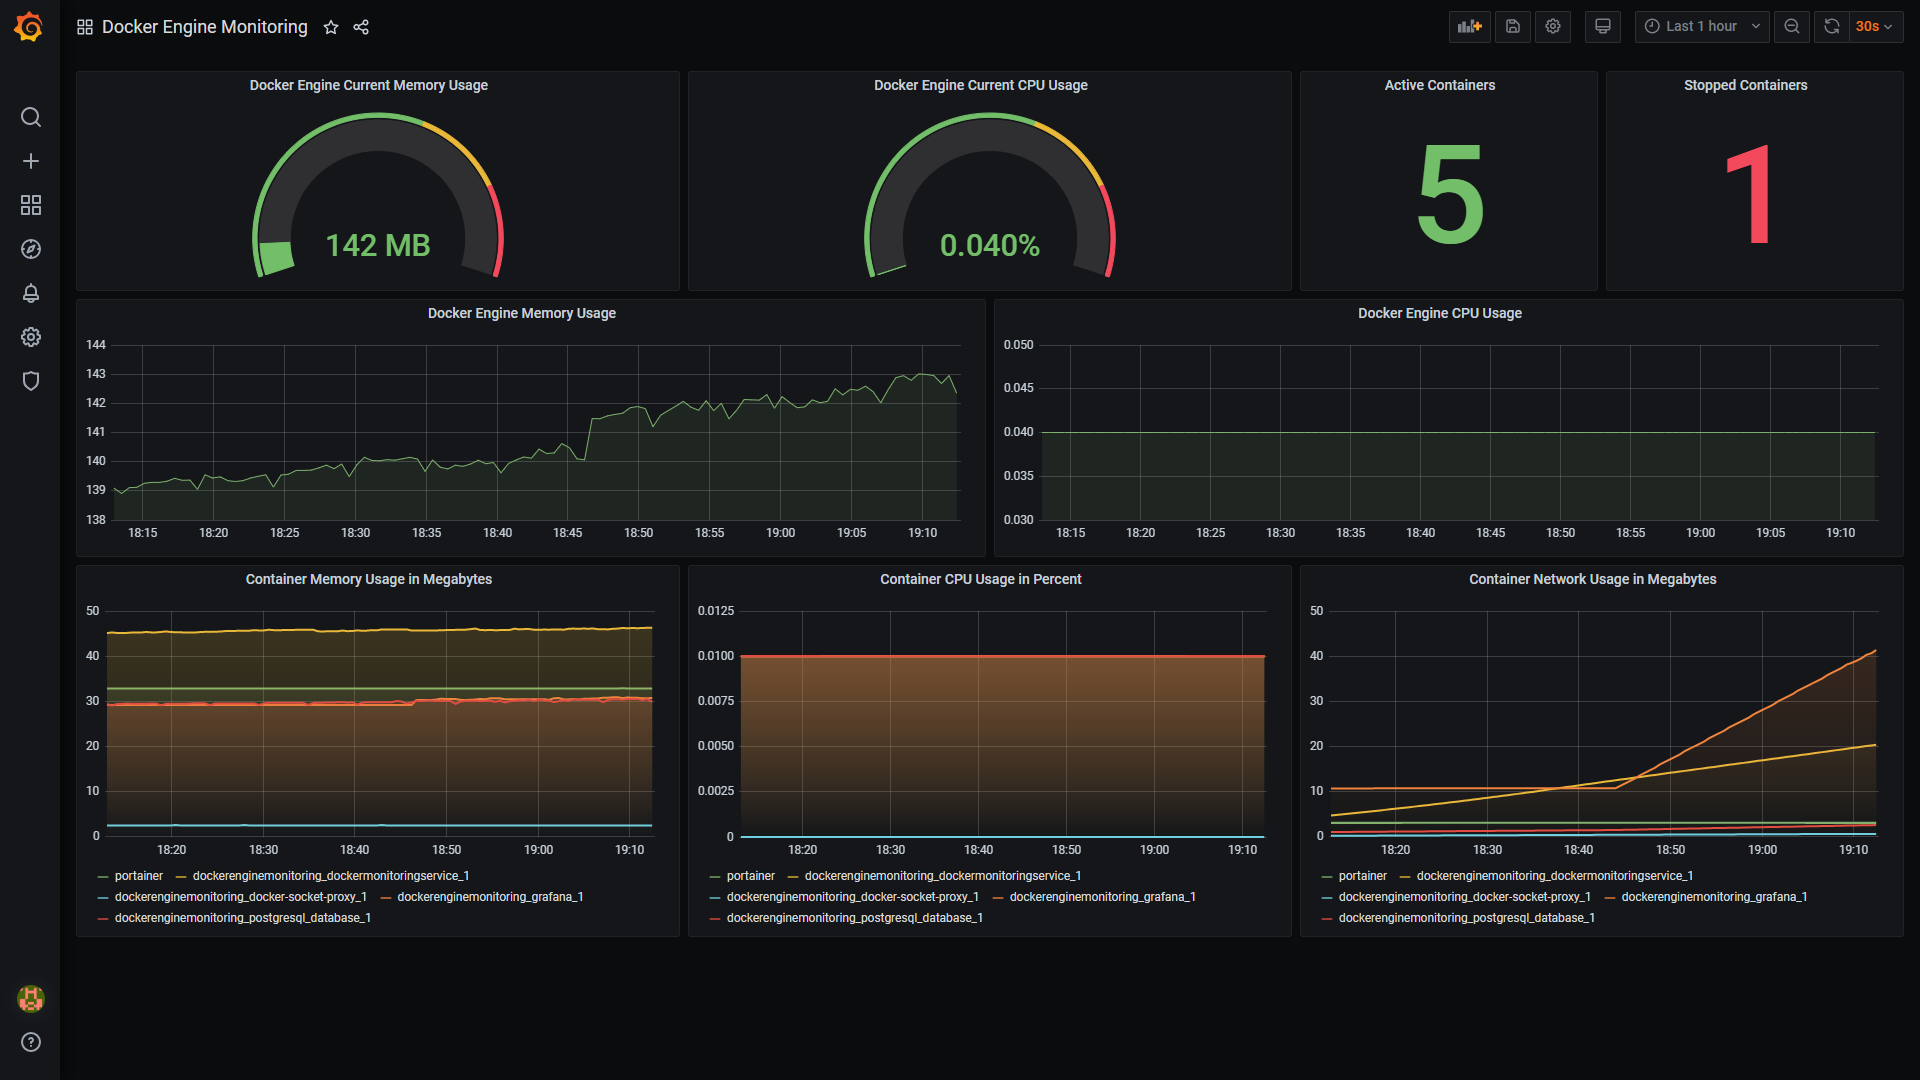 Docker Engine Monitoring
Last 1 hour
30s
Docker Engine Current Memory Usage
142 MB
Docker Engine Current CPU Usage
0.040%
Active Containers
5
Stopped Containers
1
Docker Engine Memory Usage
144
143
142
141
140
139
138
18:15 18:20 18:25 18:30 18:35 18:40 18:45 18:50 18:55 19:00 19:05 19:10
Docker Engine CPU Usage
0.050
0.045
0.040
0.035
0.030
18:15 18:20 18:25 18:30 18:35 18:40 18:45 18:50 18:55 19:00 19:05 19:10
Container Memory Usage in Megabytes
50
40
30
20
10
0
18:20 18:30 18:40 18:50 19:00 19:10
portainer dockerenginemonitoring_dockermonitoringservice_1
dockerenginemonitoring_docker-socket-proxy_1 dockerenginemonitoring_grafana_1
dockerenginemonitoring_postgresql_database_1
Container CPU Usage in Percent
0.0125
0.0100
0.0075
0.0050
0.0025
0
18:20 18:30 18:40 18:50 19:00 19:10
portainer dockerenginemonitoring_dockermonitoringservice_1
dockerenginemonitoring_docker-socket-proxy_1 dockerenginemonitoring_grafana_1
dockerenginemonitoring_postgresql_database_1
Container Network Usage in Megabytes
50
40
30
20
10
0
18:20 18:30 18:40 18:50 19:00 19:10
portainer dockerenginemonitoring_dockermonitoringservice_1
dockerenginemonitoring_docker-socket-proxy_1 dockerenginemonitoring_grafana_1
dockerenginemonitoring_postgresql_database_1